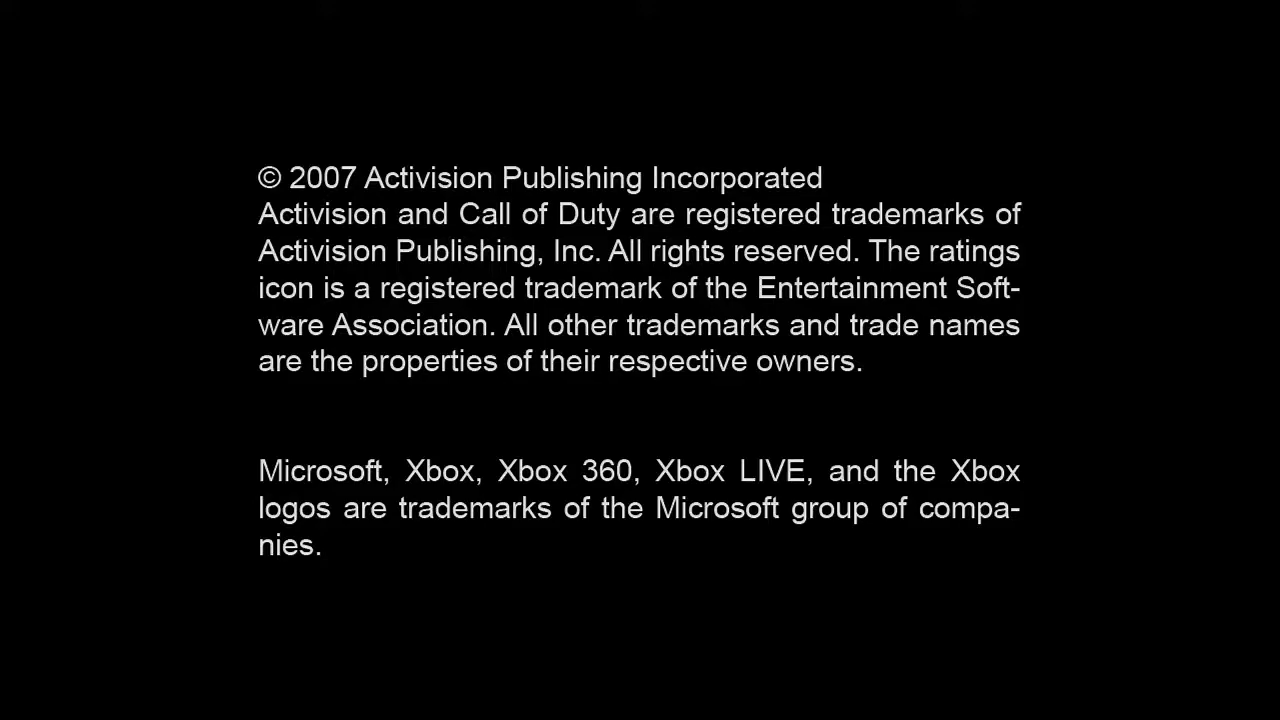 © 2007 Activision Publishing Incorporated
Activision and Call of Duty are registered trademarks of
Activision Publishing, Inc. All rights reserved. The ratings
icon is a registered trademark of the Entertainment Soft-
ware Association. All other trademarks and trade names
are the properties of their respective owners.
Microsoft, Xbox, Xbox 360, Xbox LIVE, and the Xbox
logos are trademarks of the Microsoft group of compa-
nies.